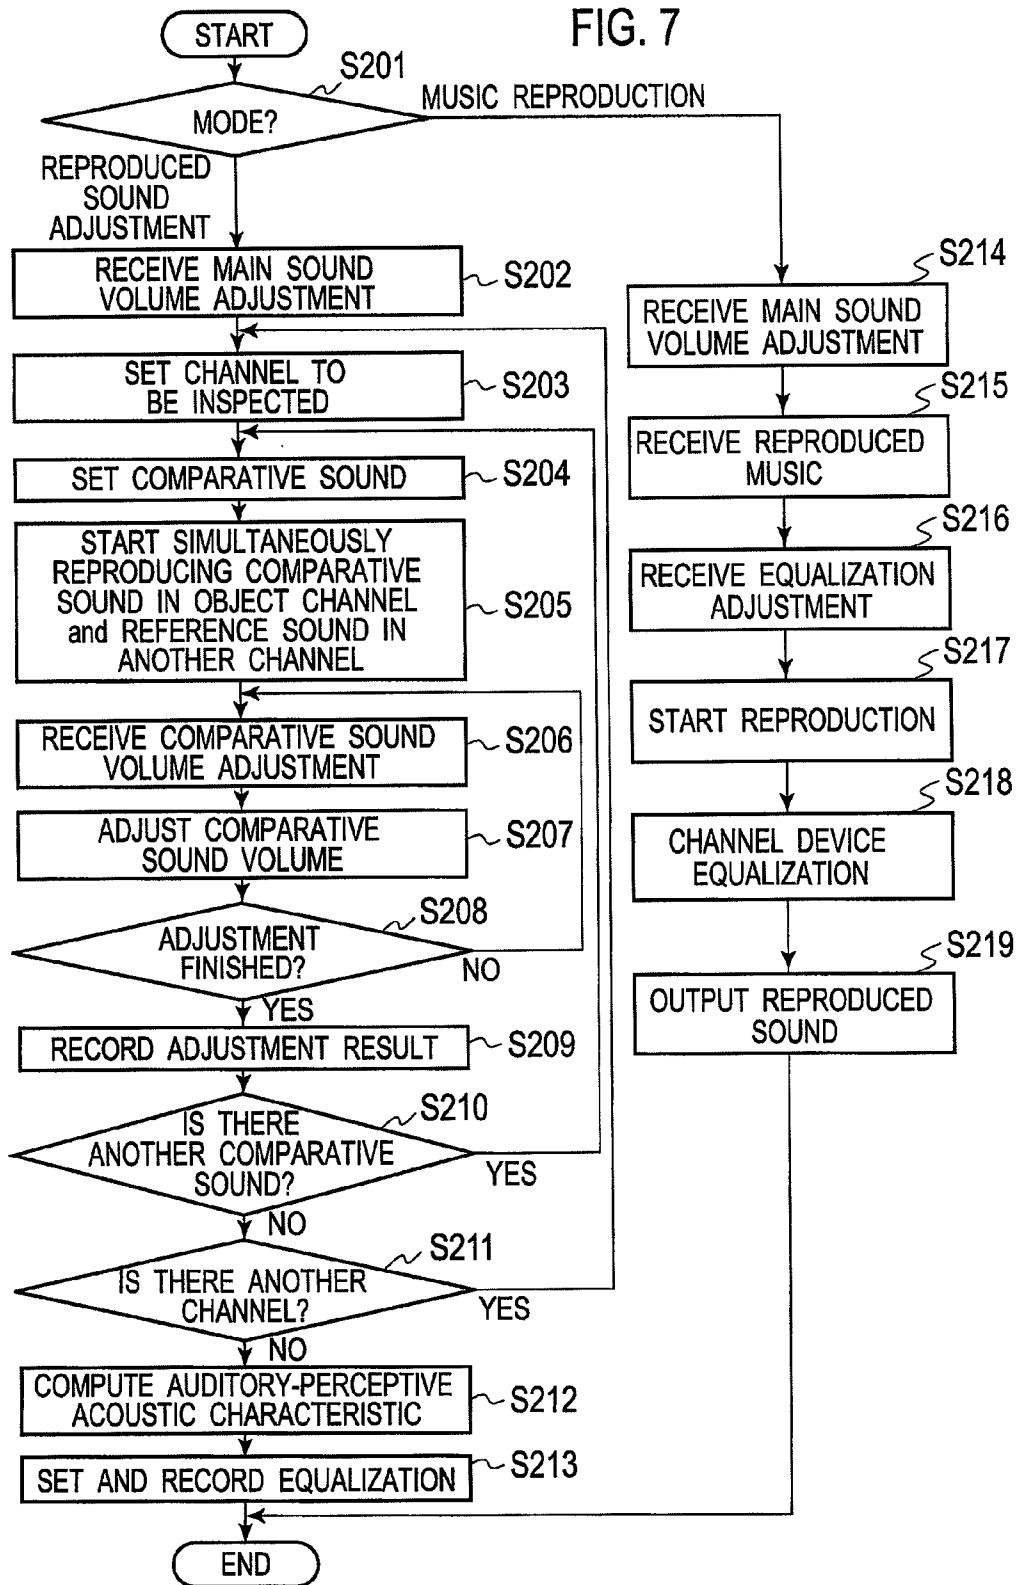 FIG. 7
START
S201
MODE?
MUSIC REPRODUCTION
REPRODUCED
SOUND
ADJUSTMENT
RECEIVE MAIN SOUND
VOLUME ADJUSTMENT
S202
SET CHANNEL TO
BE INSPECTED
S203
SET COMPARATIVE SOUND
S204
START SIMULTANEOUSLY
REPRODUCING COMPARATIVE
SOUND IN OBJECT CHANNEL
and REFERENCE SOUND IN
ANOTHER CHANNEL
S205
RECEIVE COMPARATIVE SOUND
VOLUME ADJUSTMENT
S206
ADJUST COMPARATIVE
SOUND VOLUME
S207
S208
ADJUSTMENT
FINISHED?
NO
YES
RECORD ADJUSTMENT RESULT
S209
S210
IS THERE
ANOTHER COMPARATIVE
SOUND?
YES
NO
S211
IS THERE ANOTHER
CHANNEL?
YES
NO
COMPUTE AUDITORY-PERCEPTIVE
ACOUSTIC CHARACTERISTIC
S212
SET AND RECORD EQUALIZATION
S213
END
S214
RECEIVE MAIN SOUND
VOLUME ADJUSTMENT
S215
RECEIVE REPRODUCED
MUSIC
S216
RECEIVE EQUALIZATION
ADJUSTMENT
S217
START REPRODUCTION
S218
CHANNEL DEVICE
EQUALIZATION
S219
OUTPUT REPRODUCED
SOUND